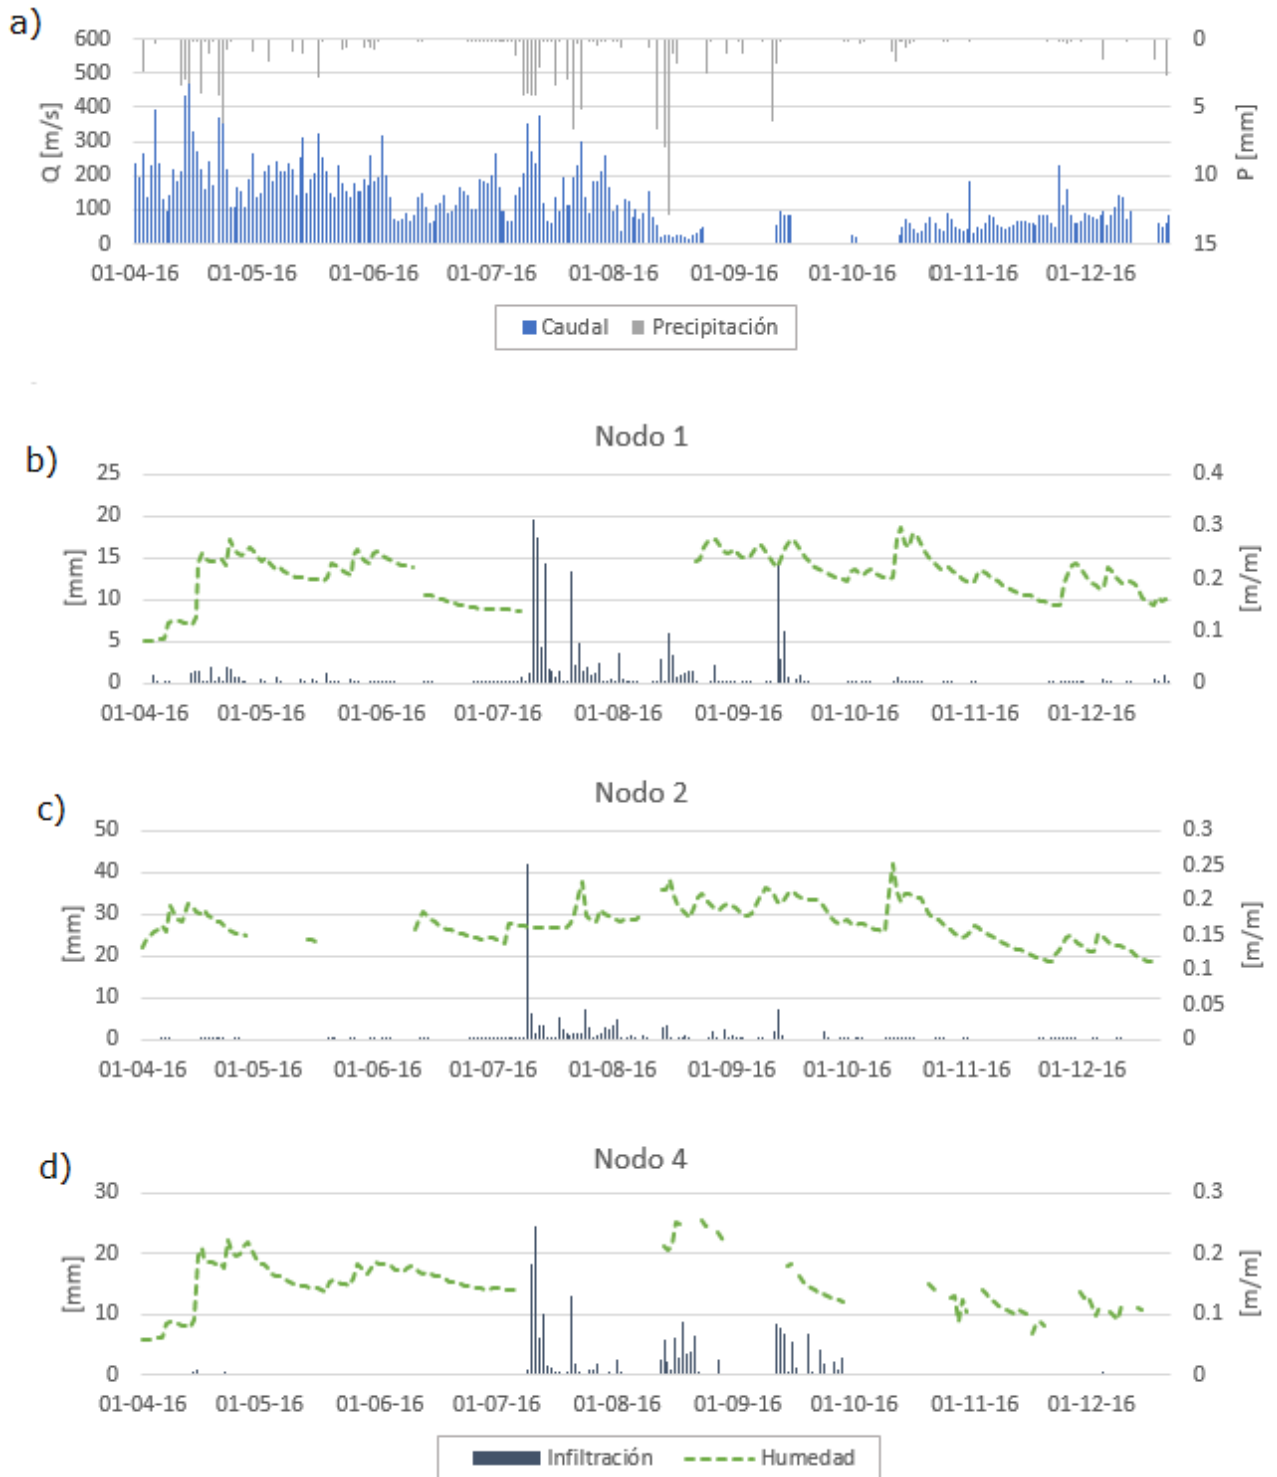 a)
600 0
500
400 5
300
200 10
100
0 15
Q [m/s]
P [mm]
01-04-16 01-05-16 01-06-16 01-07-16 01-08-16 01-09-16 01-10-16 01-11-16 01-12-16
Caudal Precipitación
b)
Nodo 1
25 0.4
20 0.3
15
10 0.2
5 0.1
0 0
[mm]
[m/m]
01-04-16 01-05-16 01-06-16 01-07-16 01-08-16 01-09-16 01-10-16 01-11-16 01-12-16
c)
Nodo 2
50 0.3
40 0.25
30 0.2
20 0.15
0.1
10 0.05
0 0
[mm]
[m/m]
01-04-16 01-05-16 01-06-16 01-07-16 01-08-16 01-09-16 01-10-16 01-11-16 01-12-16
d)
Nodo 4
30 0.3
20 0.2
10 0.1
0 0
[mm]
[m/m]
01-04-16 01-05-16 01-06-16 01-07-16 01-08-16 01-09-16 01-10-16 01-11-16 01-12-16
Infiltración Humedad